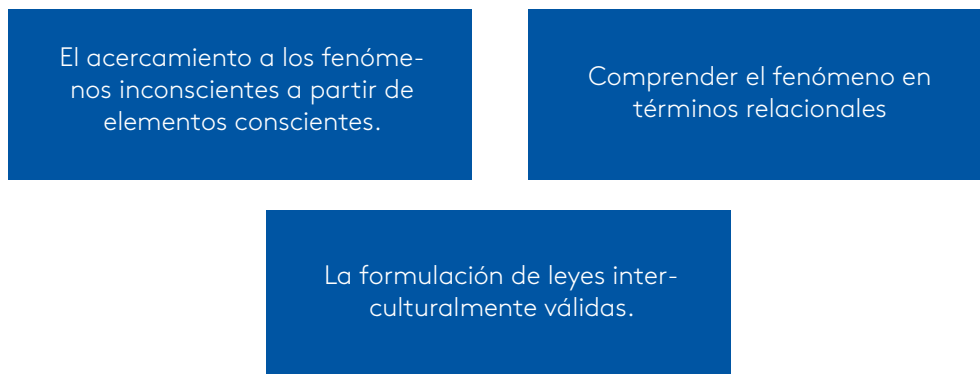 El acercamiento a los fenóme-
nos inconscientes a partir de
elementos conscientes.
Comprender el fenómeno en
términos relacionales
La formulación de leyes inter-
culturalmente válidas.